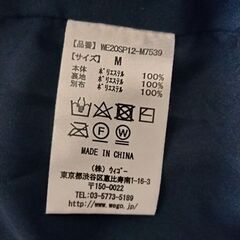 【品番】 WE20SP12-M7539
【サイズ】 M
本体 ポリエステル 100%
裏地 ポリエステル 100%
別布 ポリエステル 100%
MADE IN CHINA
(株) ウィゴー
東京都渋谷区恵比寿南1-16-3
〒150-0022
TEL 03-5773-5189
http://www.wego.jp